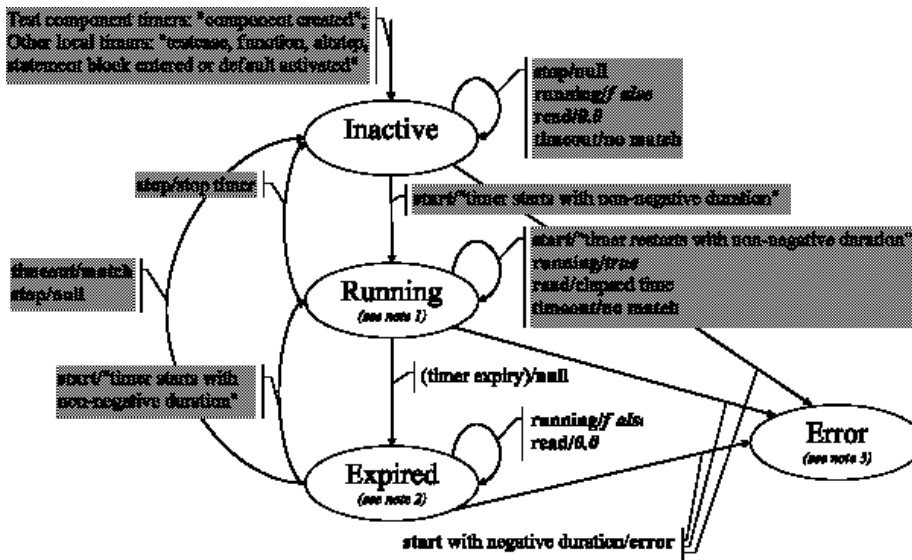 Test component timers: "component created";
Other local timers: "testcase, function, altstep,
statement block entered or default activated"
stop/null
running/false
read/0.0
timeout/no match
Inactive
stop/stop timer
start/"timer starts with non-negative duration"
start/"timer restarts with non-negative duration"
running/true
read/elapsed time
timeout/no match
timeout/match
stop/null
Running
(see note 1)
start/"timer starts with
non-negative duration"
(timer expiry)/null
running/false
read/0.0
Error
(see note 3)
Expired
(see note 2)
start with negative duration/error